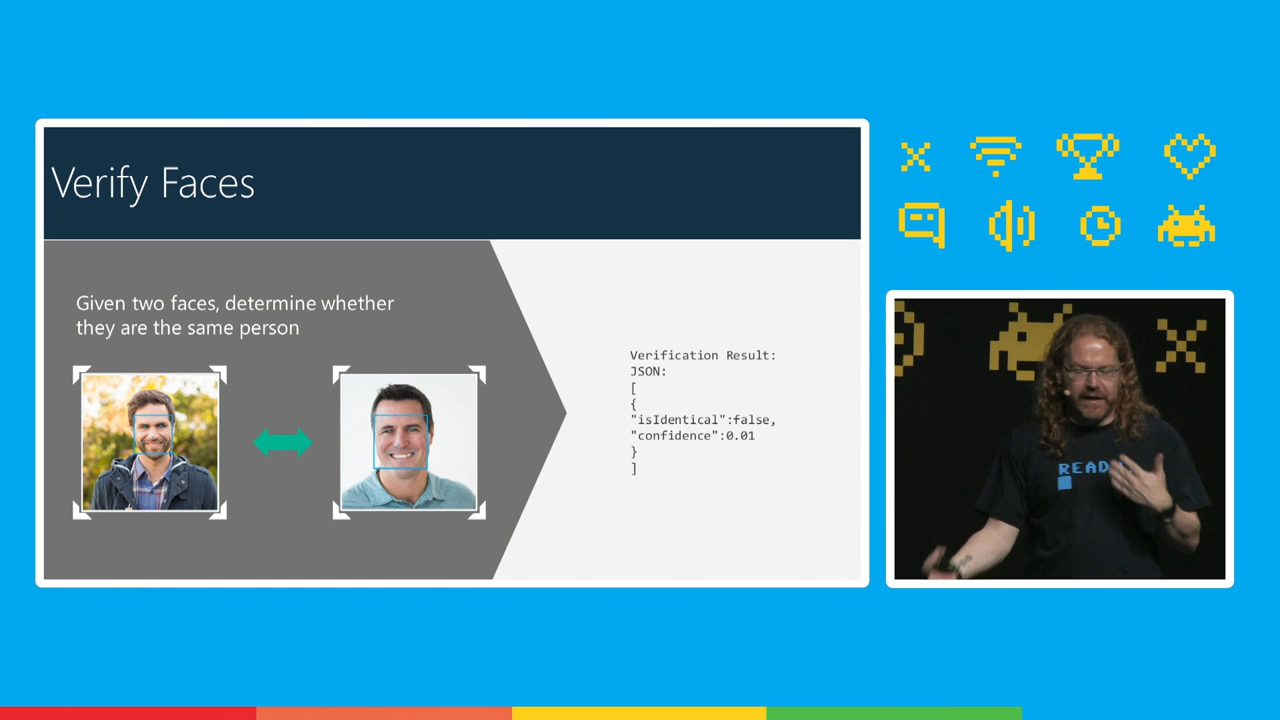 Verify Faces
Given two faces, determine whether
they are the same person
Verification Result:
JSON:
[
{
"isIdentical":false,
"confidence":0.01
}
]
READ